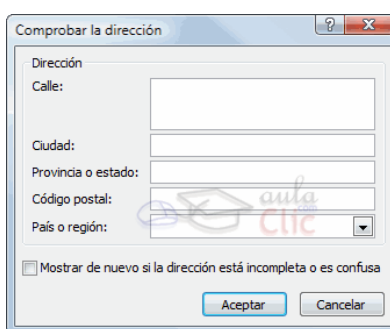 Comprobar la dirección
Dirección
Calle:
Ciudad:
Provincia o estado:
Código postal:
País o región:
aula
.com
CLIC
Mostrar de nuevo si la dirección está incompleta o es confusa
Aceptar Cancelar